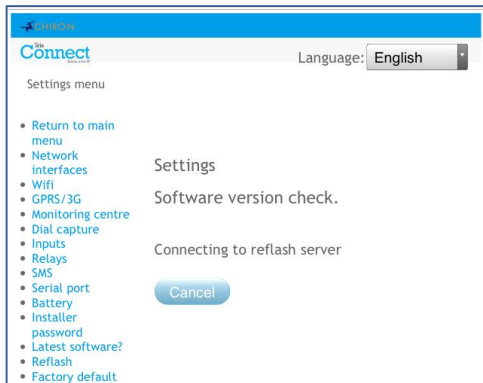 CHIRON
Language: English
Iris
Connect
Settings menu
Return to main
menu
Network
interfaces
Wifi
GPRS/3G
Monitoring centre
Dial capture
Inputs
Relays
SMS
Serial port
Battery
Installer
password
Latest software?
Reflash
Factory default
Settings
Software version check.
Connecting to reflash server
Cancel